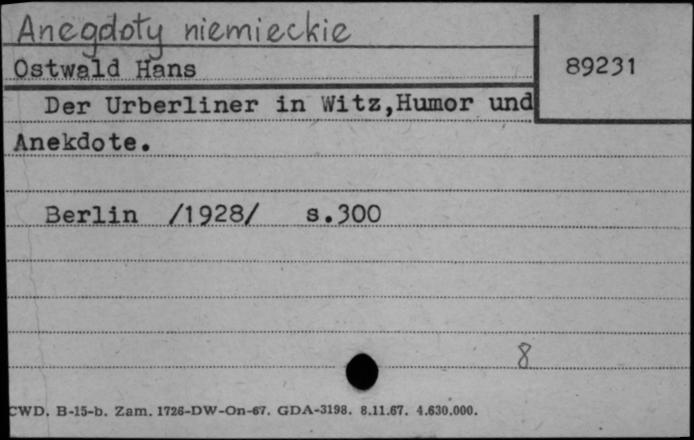 Anegdoty niemieckie
Ostwald Hans
89231
Der Urberliner in Witz,Humor und
Anekdote.
Berlin /1928/ s.300
8
CWD. B-15-b. Zam. 1726-DW-On-67. GDA-3198. 8.11.67. 4.630.000.